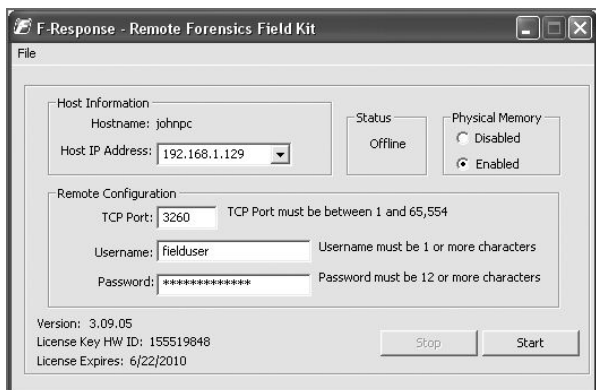 F-Response - Remote Forensics Field Kit
File
Host Information
Hostname: johnpc
Host IP Address: 192.168.1.129
Status
Offline
Physical Memory
Disabled
Enabled
Remote Configuration
TCP Port: 3260 TCP Port must be between 1 and 65,554
Username: fielduser Username must be 1 or more characters
Password: ************* Password must be 12 or more characters
Version: 3.09.05
License Key HW ID: 155519848
License Expires: 6/22/2010
Stop Start